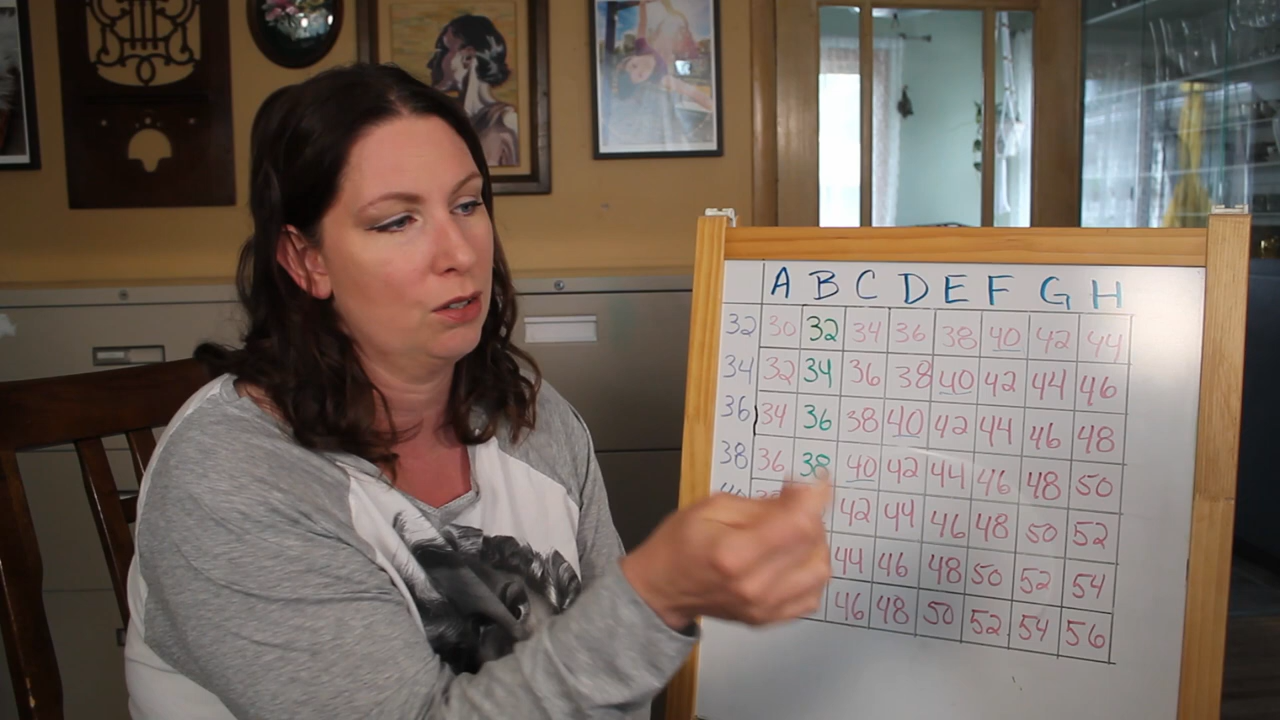 A B C D E F G H
32 30 32 34 36 38 40 42 44
34 32 34 36 38 40 42 44 46
36 34 36 38 40 42 44 46 48
38 36 38 40 42 44 46 48 50
42 44 46 48 50 52
44 46 48 50 52 54
46 48 50 52 54 56